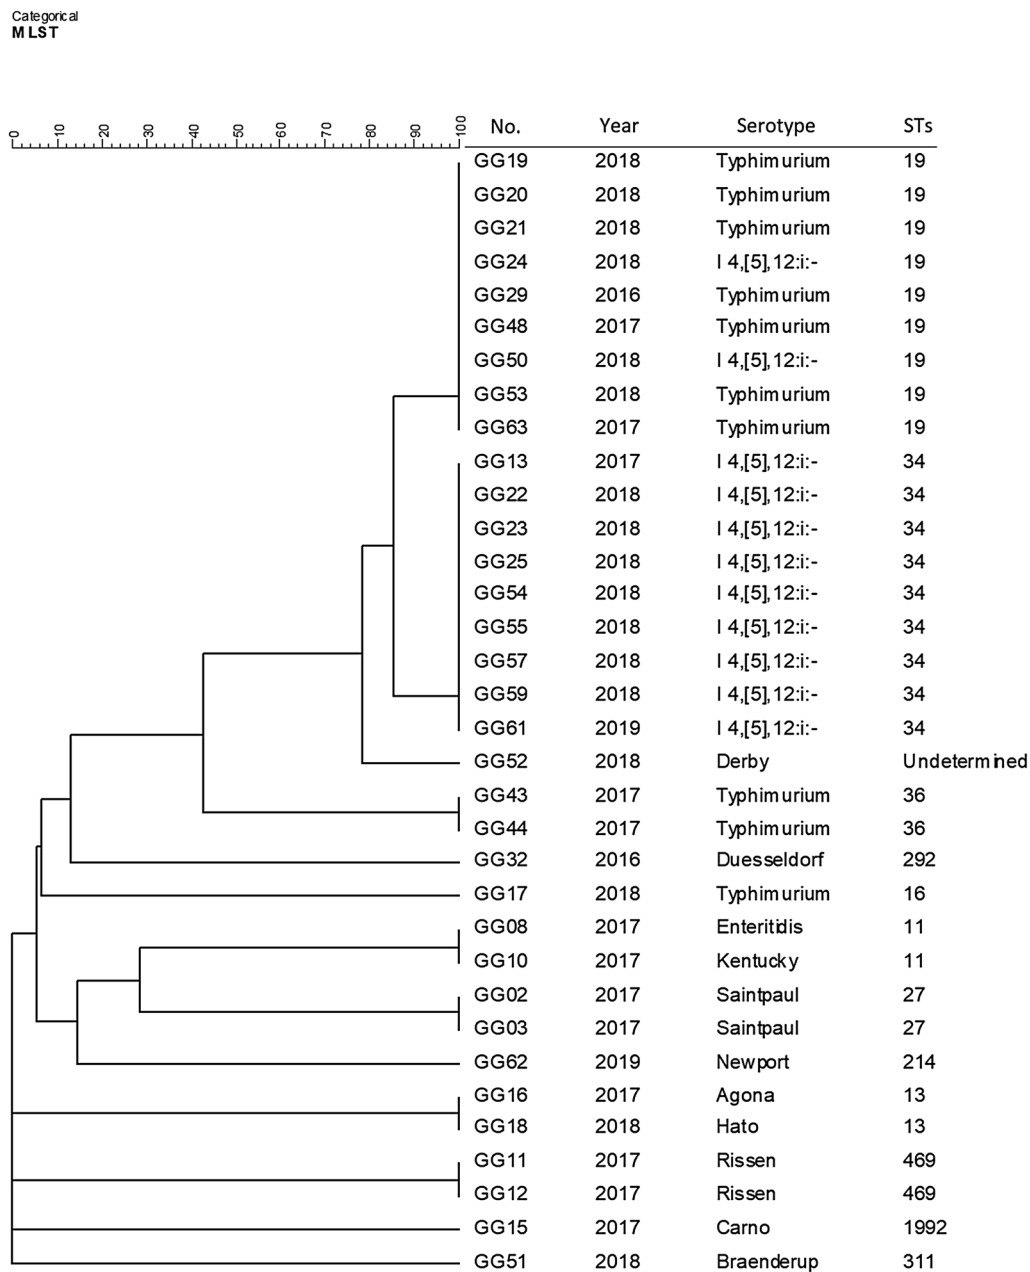 Categorical
MLST
0 10 20 30 40 50 60 70 80 90 100 No. Year Serotype STs
GG19 2018 Typhimurium 19
GG20 2018 Typhimurium 19
GG21 2018 Typhimurium 19
GG24 2018 I 4,[5],12:i:- 19
GG29 2016 Typhimurium 19
GG48 2017 Typhimurium 19
GG50 2018 I 4,[5],12:i:- 19
GG53 2018 Typhimurium 19
GG63 2017 Typhimurium 19
GG13 2017 I 4,[5],12:i:- 34
GG22 2018 I 4,[5],12:i:- 34
GG23 2018 I 4,[5],12:i:- 34
GG25 2018 I 4,[5],12:i:- 34
GG54 2018 I 4,[5],12:i:- 34
GG55 2018 I 4,[5],12:i:- 34
GG57 2018 I 4,[5],12:i:- 34
GG59 2018 I 4,[5],12:i:- 34
GG61 2019 I 4,[5],12:i:- 34
GG52 2018 Derby Undetermined
GG43 2017 Typhimurium 36
GG44 2017 Typhimurium 36
GG32 2016 Duesseldorf 292
GG17 2018 Typhimurium 16
GG08 2017 Enteritidis 11
GG10 2017 Kentucky 11
GG02 2017 Saintpaul 27
GG03 2017 Saintpaul 27
GG62 2019 Newport 214
GG16 2017 Agona 13
GG18 2018 Hato 13
GG11 2017 Rissen 469
GG12 2017 Rissen 469
GG15 2017 Carno 1992
GG51 2018 Braenderup 311